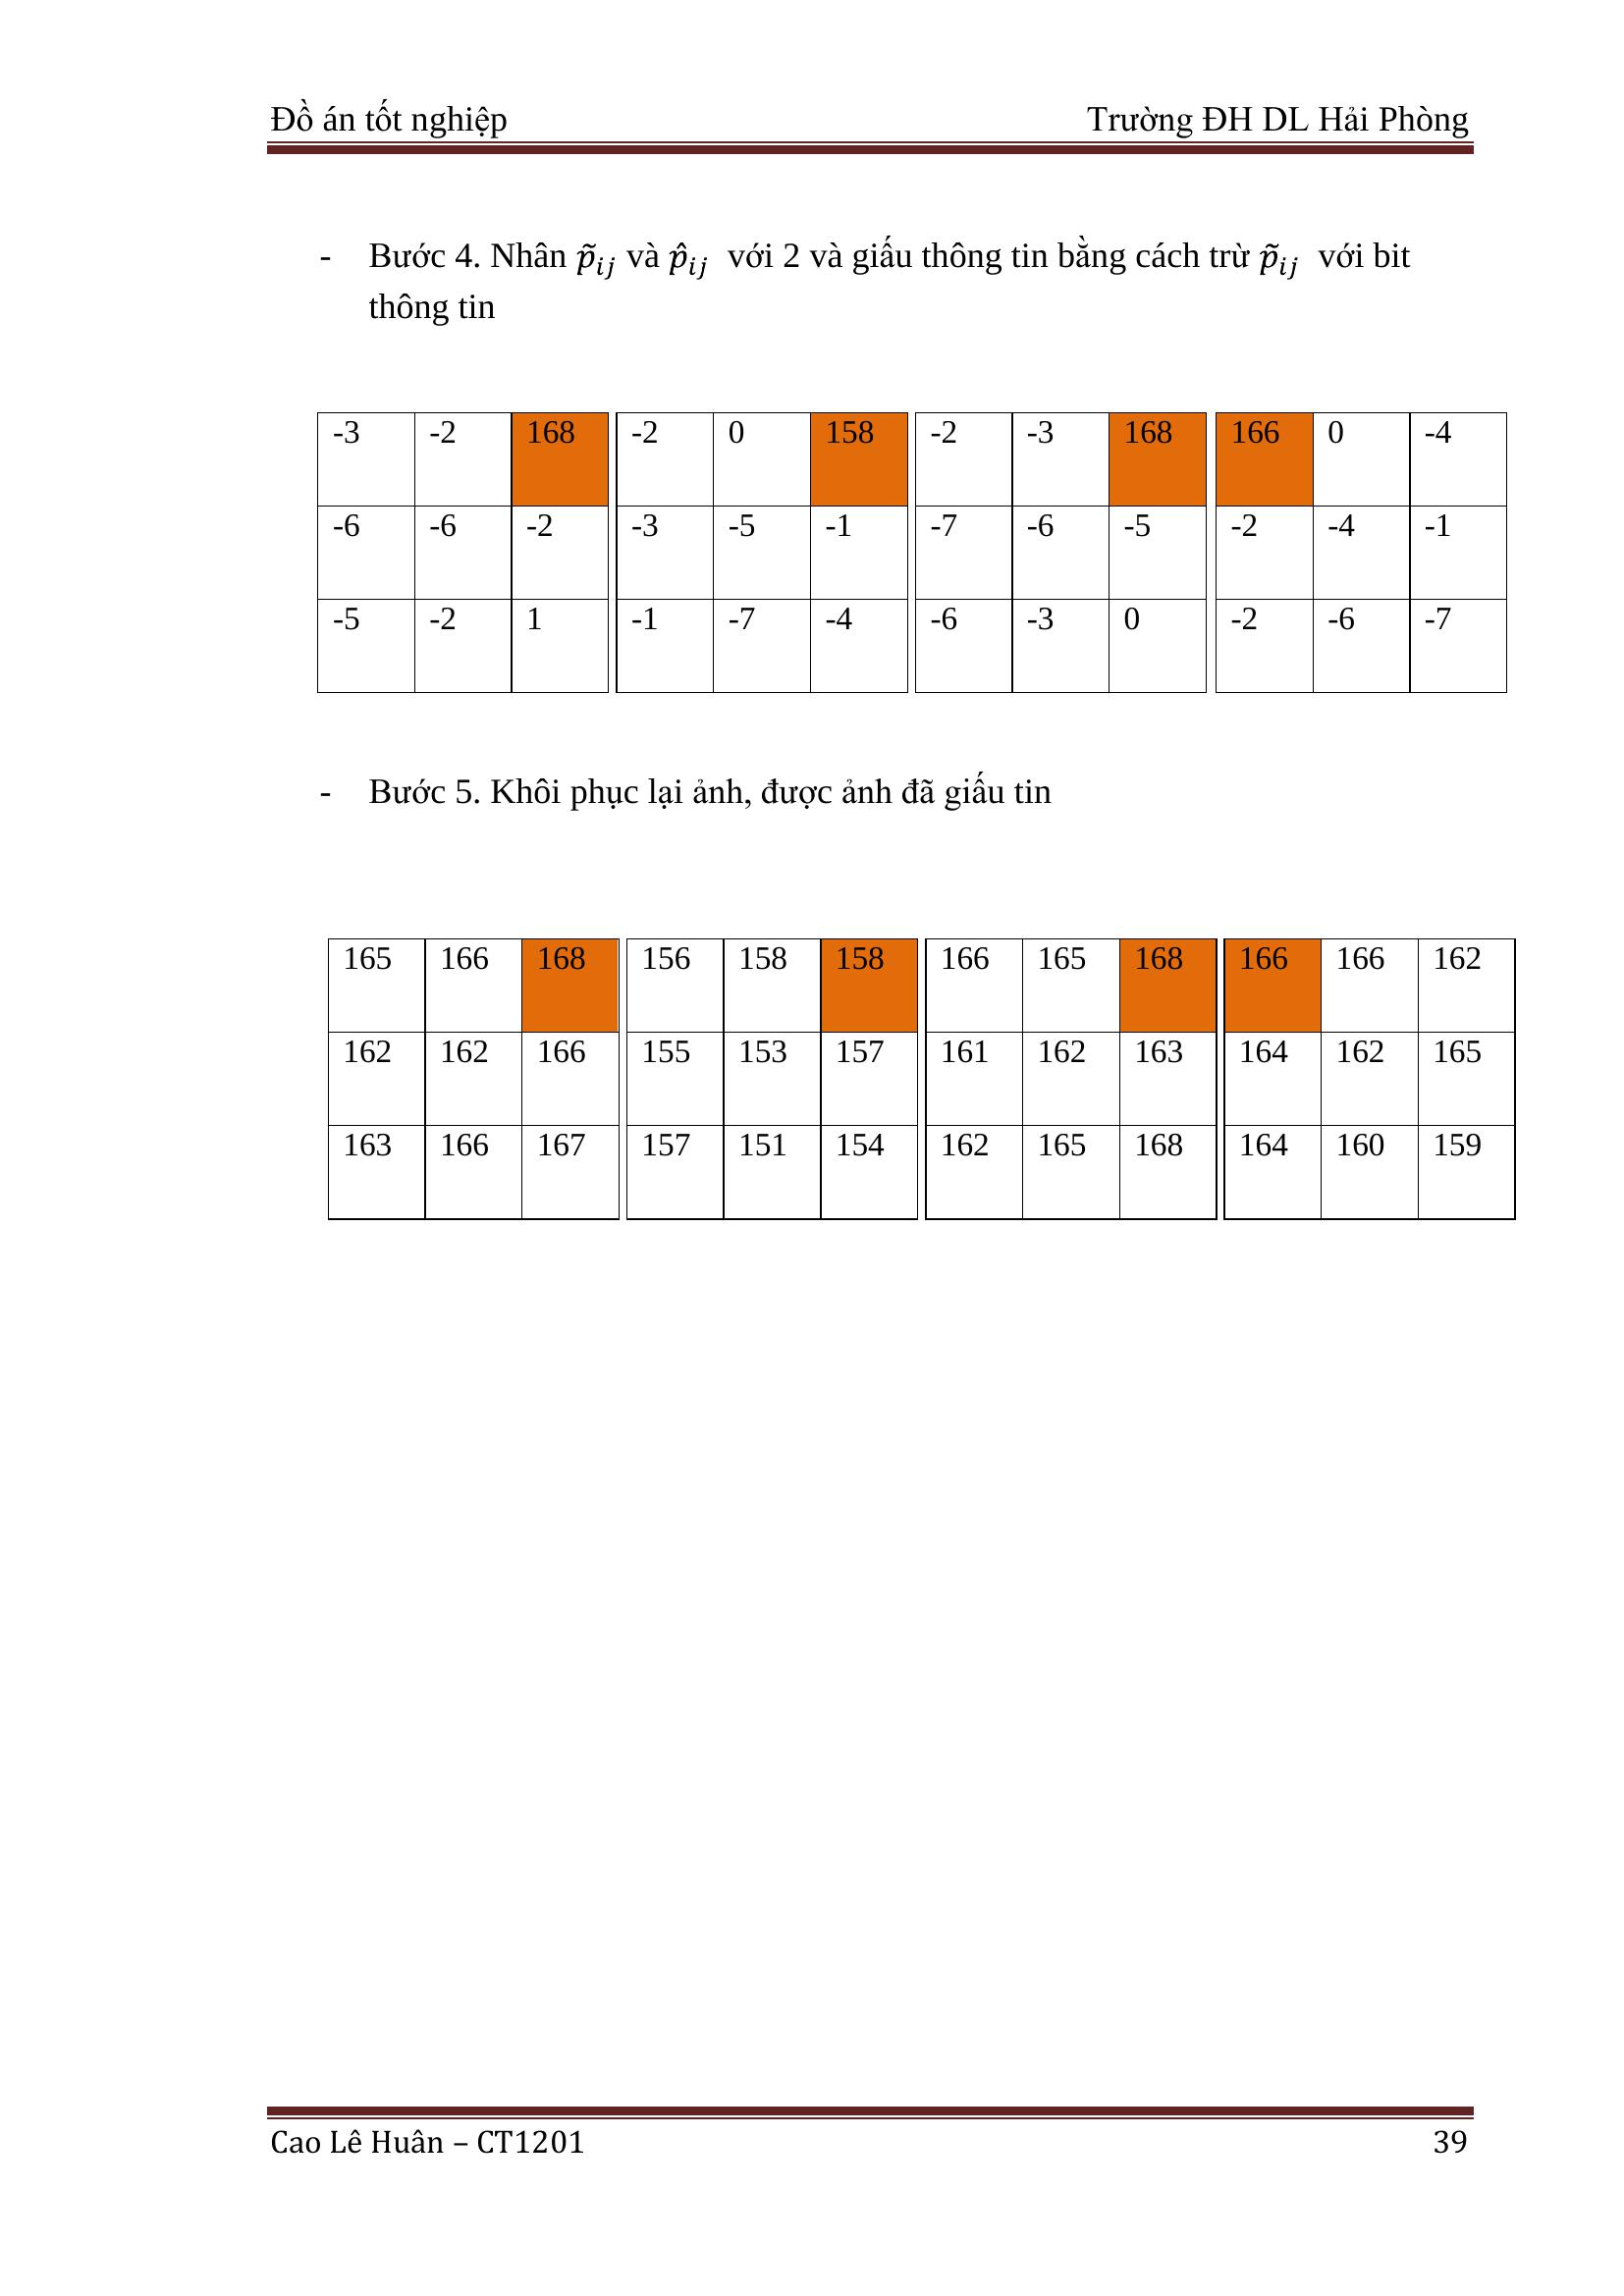 Đồ án tốt nghiệp Trường ĐH DL Hải Phòng
- Bước 4. Nhân p̃ij và p̂ij với 2 và giấu thông tin bằng cách trừ p̃ij với bit
thông tin
-3 -2 168 -2 0 158 -2 -3 168 166 0 -4
-6 -6 -2 -3 -5 -1 -7 -6 -5 -2 -4 -1
-5 -2 1 -1 -7 -4 -6 -3 0 -2 -6 -7
- Bước 5. Khôi phục lại ảnh, được ảnh đã giấu tin
165 166 168 156 158 158 166 165 168 166 166 162
162 162 166 155 153 157 161 162 163 164 162 165
163 166 167 157 151 154 162 165 168 164 160 159
Cao Lê Huân – CT1201 39